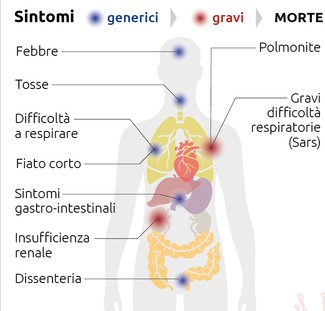 Sintomi generici gravi MORTE
Febbre
Polmonite
Tosse
Gravi
difficoltà
respiratorie
(Sars)
Difficoltà
a respirare
Fiato corto
Sintomi
gastro-intestinali
Insufficienza
renale
Dissenteria